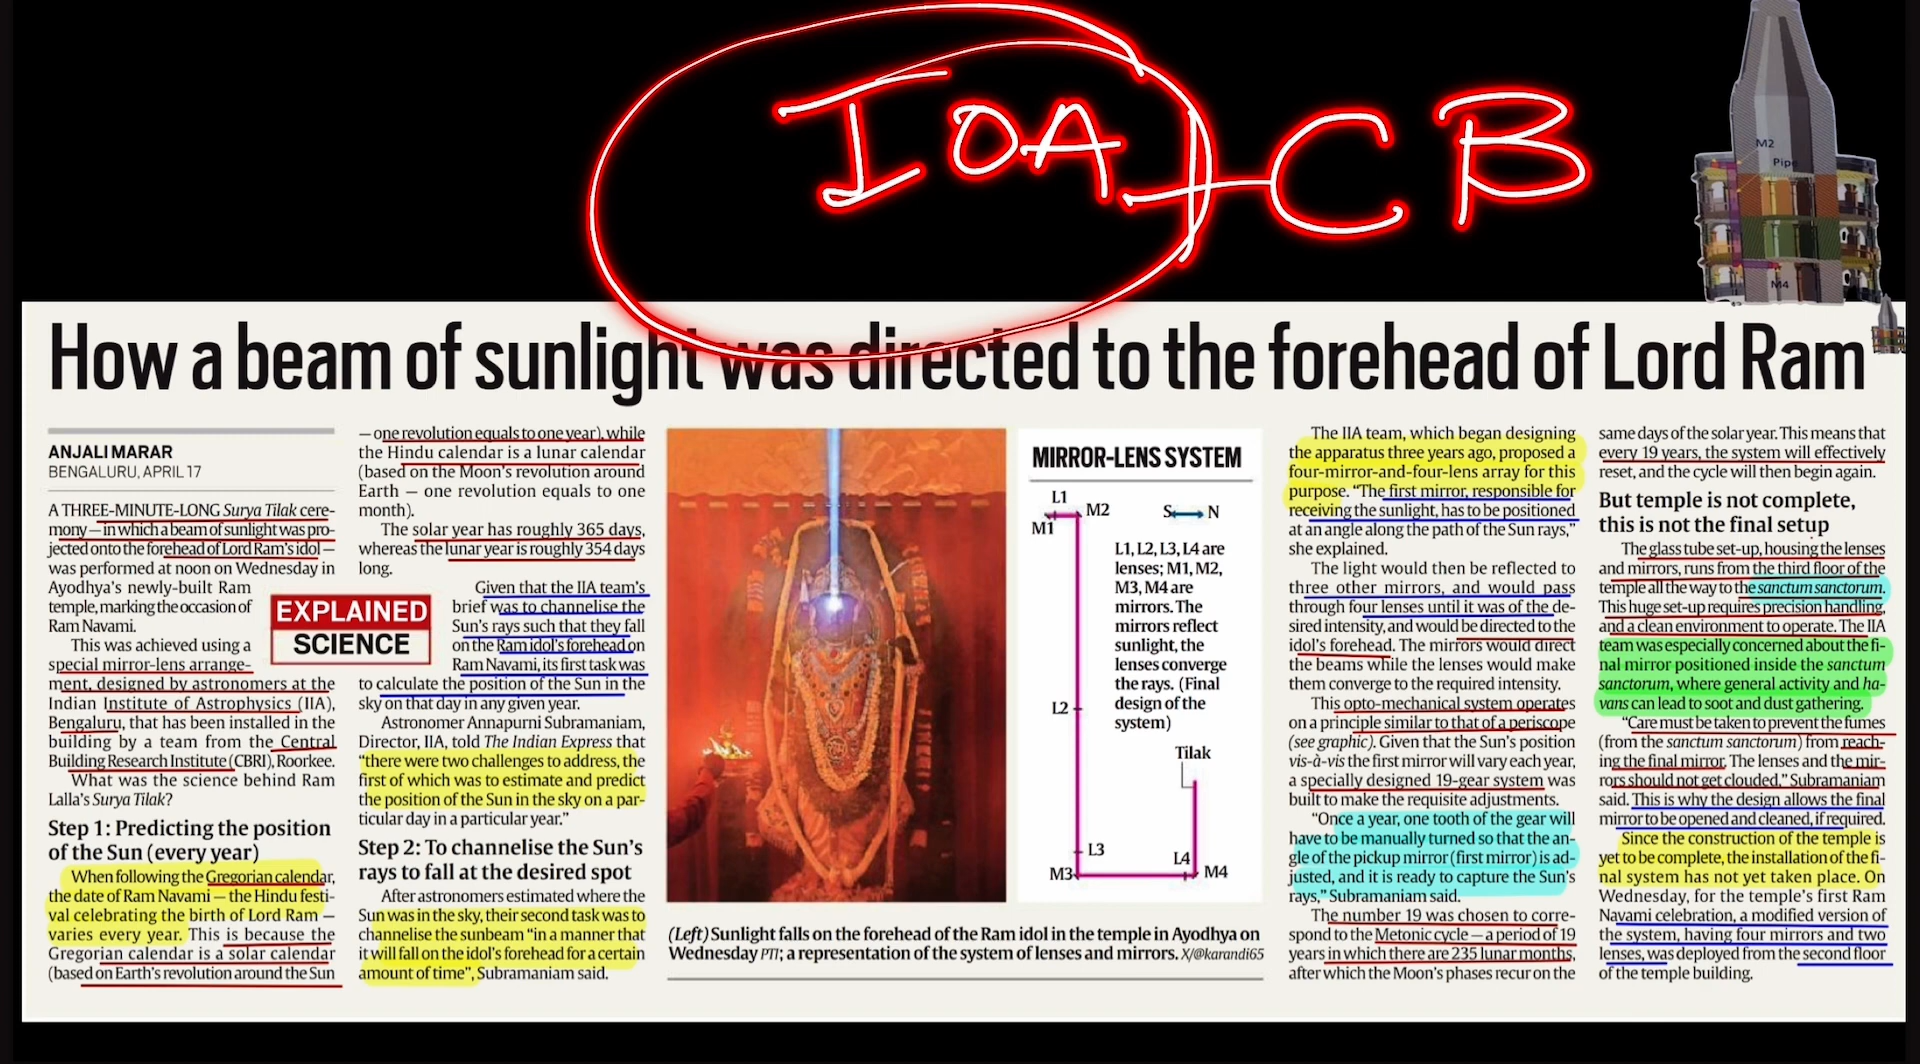 IOA CB
M2
Pipe
M4
How a beam of sunlight was directed to the forehead of Lord Ram
ANJALI MARAR
BENGALURU, APRIL 17
A THREE-MINUTE-LONG Surya Tilak cere-
mony — in which a beam of sunlight was pro-
jected onto the forehead of Lord Ram's idol —
was performed at noon on Wednesday in
Ayodhya's newly-built Ram
temple, marking the occasion of
Ram Navami.
This was achieved using a
special mirror-lens arrange-
ment, designed by astronomers at the
Indian Institute of Astrophysics (IIA),
Bengaluru, that has been installed in the
building by a team from the Central
Building Research Institute (CBRI), Roorkee.
What was the science behind Ram
Lalla's Surya Tilak?
Step 1: Predicting the position
of the Sun (every year)
When following the Gregorian calendar,
the date of Ram Navami — the Hindu festi-
val celebrating the birth of Lord Ram —
varies every year. This is because the
Gregorian calendar is a solar calendar
(based on Earth's revolution around the Sun
— one revolution equals to one year), while
the Hindu calendar is a lunar calendar
(based on the Moon's revolution around
Earth — one revolution equals to one
month).
The solar year has roughly 365 days,
whereas the lunar year is roughly 354 days
long.
EXPLAINED
SCIENCE
Given that the IIA team's
brief was to channelise the
Sun's rays such that they fall
on the Ram idol's forehead on
Ram Navami, its first task was
to calculate the position of the Sun in the
sky on that day in any given year.
Astronomer Annapurni Subramaniam,
Director, IIA, told The Indian Express that
"there were two challenges to address, the
first of which was to estimate and predict
the position of the Sun in the sky on a par-
ticular day in a particular year."
Step 2: To channelise the Sun's
rays to fall at the desired spot
After astronomers estimated where the
Sun was in the sky, their second task was to
channelise the sunbeam "in a manner that
it will fall on the idol's forehead for a certain
amount of time", Subramaniam said.
MIRROR-LENS SYSTEM
L1
M2
S N
M1
L1, L2, L3, L4 are
lenses; M1, M2,
M3, M4 are
mirrors. The
mirrors reflect
sunlight, the
lenses converge
the rays. (Final
design of the
system)
L2
Tilak
L3
L4
M3
M4
(Left) Sunlight falls on the forehead of the Ram idol in the temple in Ayodhya on
Wednesday PTI; a representation of the system of lenses and mirrors. X/@karandi65
The IIA team, which began designing
the apparatus three years ago, proposed a
four-mirror-and-four-lens array for this
purpose. "The first mirror, responsible for
receiving the sunlight, has to be positioned
at an angle along the path of the Sun rays,"
she explained.
The light would then be reflected to
three other mirrors, and would pass
through four lenses until it was of the de-
sired intensity, and would be directed to the
idol's forehead. The mirrors would direct
the beams while the lenses would make
them converge to the required intensity.
This opto-mechanical system operates
on a principle similar to that of a periscope
(see graphic). Given that the Sun's position
vis-à-vis the first mirror will vary each year,
a specially designed 19-gear system was
built to make the requisite adjustments.
"Once a year, one tooth of the gear will
have to be manually turned so that the an-
gle of the pickup mirror (first mirror) is ad-
justed, and it is ready to capture the Sun's
rays," Subramaniam said.
The number 19 was chosen to corre-
spond to the Metonic cycle — a period of 19
years in which there are 235 lunar months,
after which the Moon's phases recur on the
same days of the solar year. This means that
every 19 years, the system will effectively
reset, and the cycle will then begin again.
But temple is not complete,
this is not the final setup
The glass tube set-up, housing the lenses
and mirrors, runs from the third floor of the
temple all the way to the sanctum sanctorum.
This huge set-up requires precision handling,
and a clean environment to operate. The IIA
team was especially concerned about the fi-
nal mirror positioned inside the sanctum
sanctorum, where general activity and ha-
vans can lead to soot and dust gathering.
"Care must be taken to prevent the fumes
(from the sanctum sanctorum) from reach-
ing the final mirror. The lenses and the mir-
rors should not get clouded," Subramaniam
said. This is why the design allows the final
mirror to be opened and cleaned, if required.
Since the construction of the temple is
yet to be complete, the installation of the fi-
nal system has not yet taken place. On
Wednesday, for the temple's first Ram
Navami celebration, a modified version of
the system, having four mirrors and two
lenses, was deployed from the second floor
of the temple building.